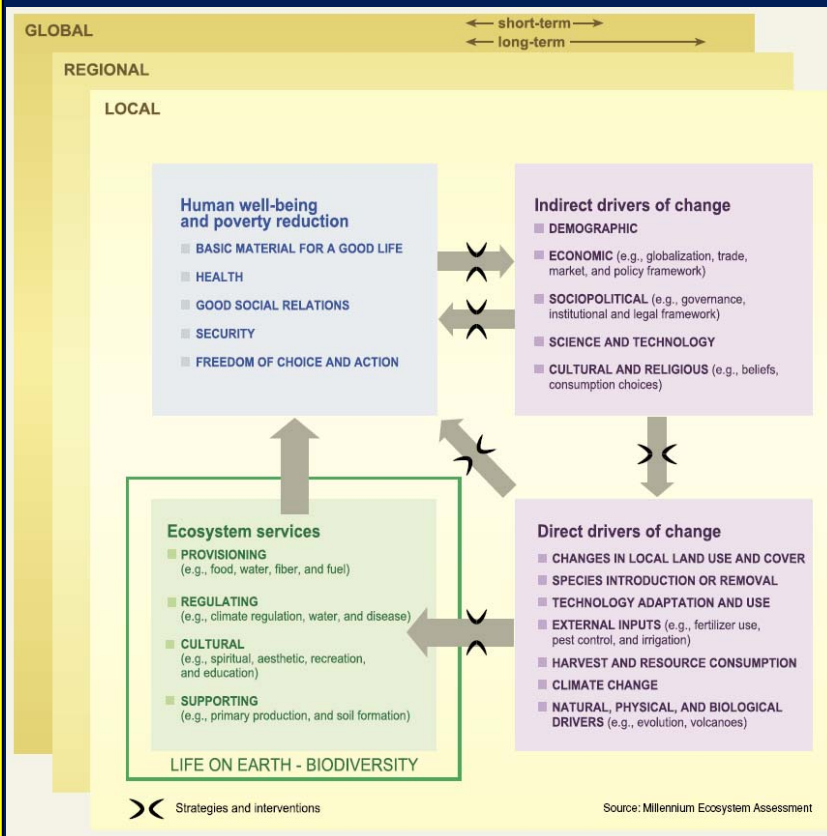 GLOBAL
short-term
long-term
REGIONAL
LOCAL
Human well-being
and poverty reduction
BASIC MATERIAL FOR A GOOD LIFE
HEALTH
GOOD SOCIAL RELATIONS
SECURITY
FREEDOM OF CHOICE AND ACTION
Indirect drivers of change
DEMOGRAPHIC
ECONOMIC (e.g., globalization, trade,
market, and policy framework)
SOCIOPOLITICAL (e.g., governance,
institutional and legal framework)
SCIENCE AND TECHNOLOGY
CULTURAL AND RELIGIOUS (e.g., beliefs,
consumption choices)
Ecosystem services
PROVISIONING
(e.g., food, water, fiber, and fuel)
REGULATING
(e.g., climate regulation, water, and disease)
CULTURAL
(e.g., spiritual, aesthetic, recreation,
and education)
SUPPORTING
(e.g., primary production, and soil formation)
LIFE ON EARTH - BIODIVERSITY
Direct drivers of change
CHANGES IN LOCAL LAND USE AND COVER
SPECIES INTRODUCTION OR REMOVAL
TECHNOLOGY ADAPTATION AND USE
EXTERNAL INPUTS (e.g., fertilizer use,
pest control, and irrigation)
HARVEST AND RESOURCE CONSUMPTION
CLIMATE CHANGE
NATURAL, PHYSICAL, AND BIOLOGICAL
DRIVERS (e.g., evolution, volcanoes)
Strategies and interventions
Source: Millennium Ecosystem Assessment